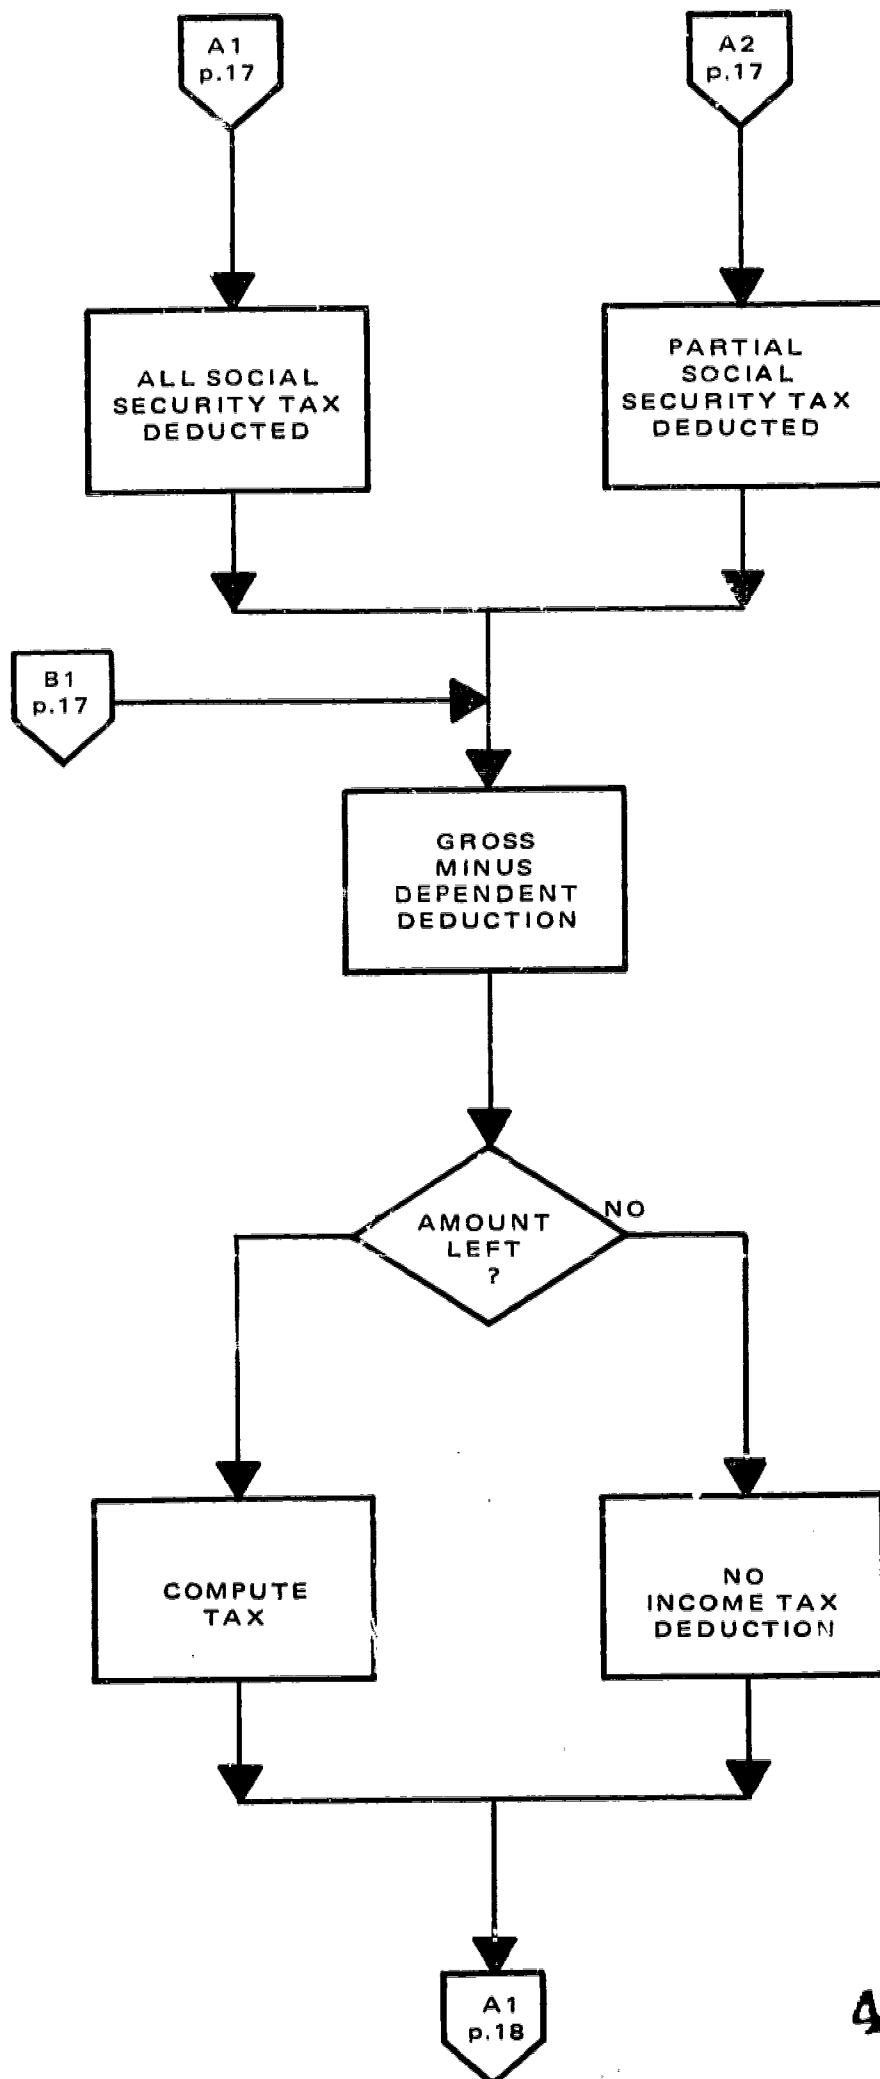 A1
p.17
A2
p.17
ALL SOCIAL
SECURITY TAX
DEDUCTED
PARTIAL
SOCIAL
SECURITY TAX
DEDUCTED
B1
p.17
GROSS
MINUS
DEPENDENT
DEDUCTION
AMOUNT
LEFT
?
NO
COMPUTE
TAX
NO
INCOME TAX
DEDUCTION
A1
p.18
4